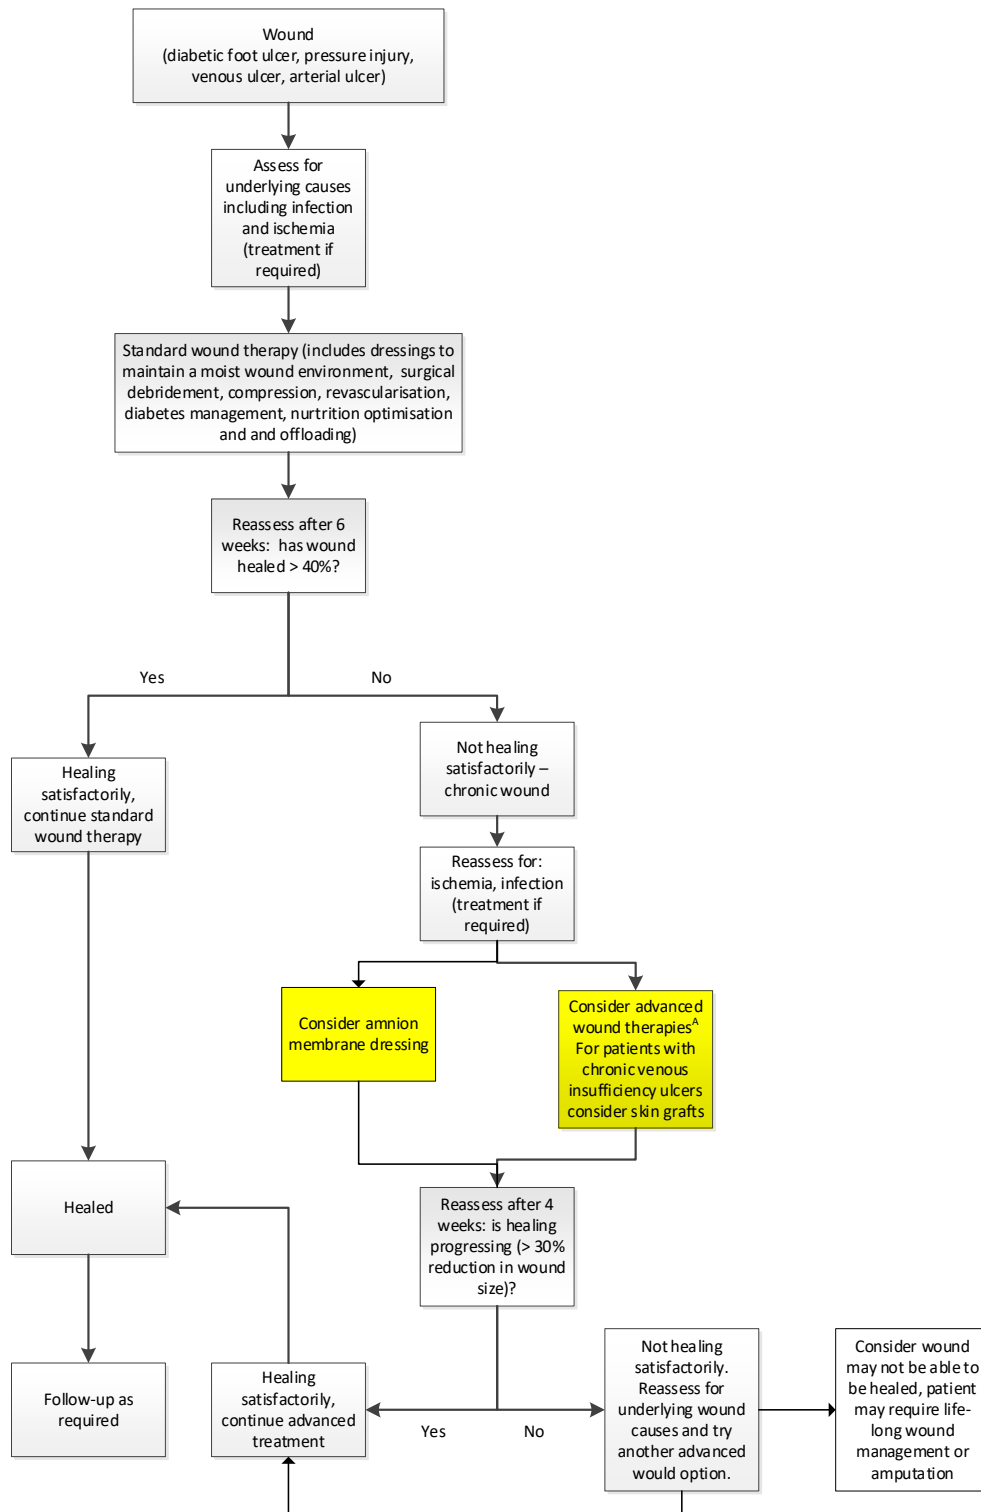 Wound
(diabetic foot ulcer, pressure injury,
venous ulcer, arterial ulcer)
Assess for
underlying causes
including infection
and ischemia
(treatment if
required)
Standard wound therapy (includes dressings to
maintain a moist wound environment, surgical
debridement, compression, revascularisation,
diabetes management, nurtrition optimisation
and and offloading)
Reassess after 6
weeks: has wound
healed > 40%?
Yes
No
Healing
satisfactorily,
continue standard
wound therapy
Not healing
satisfactorily –
chronic wound
Reassess for:
ischemia, infection
(treatment if
required)
Consider amnion
membrane dressing
Consider advanced
wound therapiesᴬ
For patients with
chronic venous
insufficiency ulcers
consider skin grafts
Healed
Reassess after 4
weeks: is healing
progressing (> 30%
reduction in wound
size)?
Follow-up as
required
Healing
satisfactorily,
continue advanced
treatment
Yes
No
Not healing
satisfactorily.
Reassess for
underlying wound
causes and try
another advanced
would option.
Consider wound
may not be able to
be healed, patient
may require life-
long wound
management or
amputation